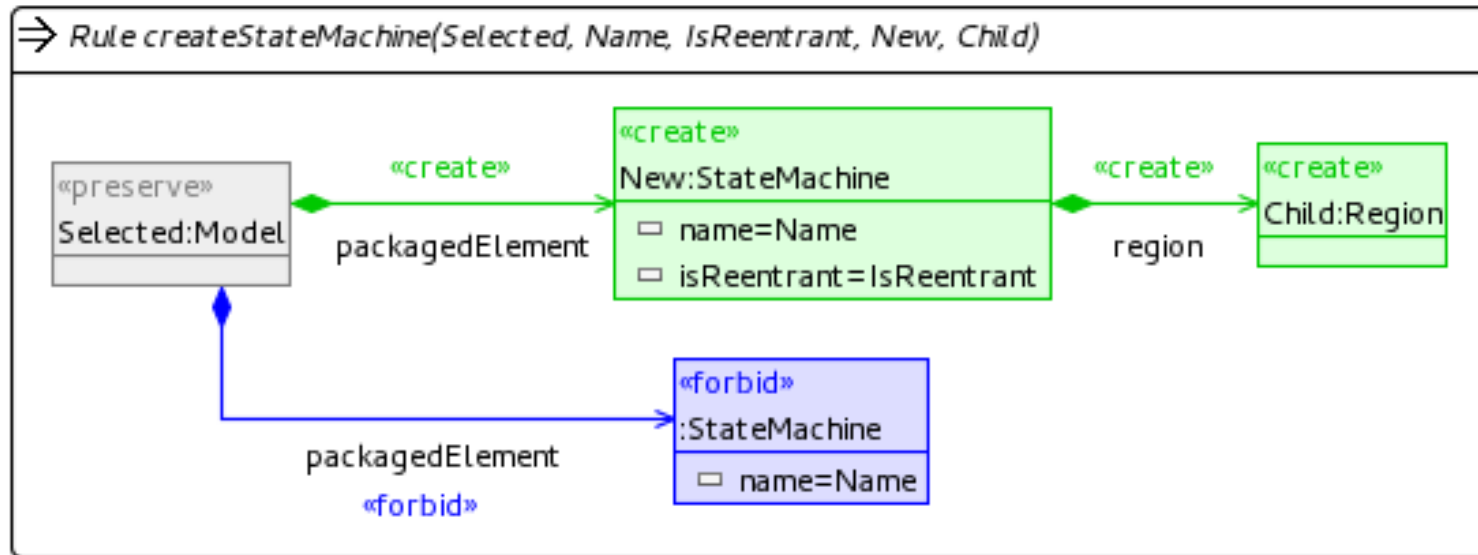 Rule createStateMachine(Selected, Name, IsReentrant, New, Child)
«preserve»
Selected:Model
«create»
packagedElement
«create»
New:StateMachine
name=Name
isReentrant=IsReentrant
«create»
region
«create»
Child:Region
packagedElement
«forbid»
«forbid»
:StateMachine
name=Name